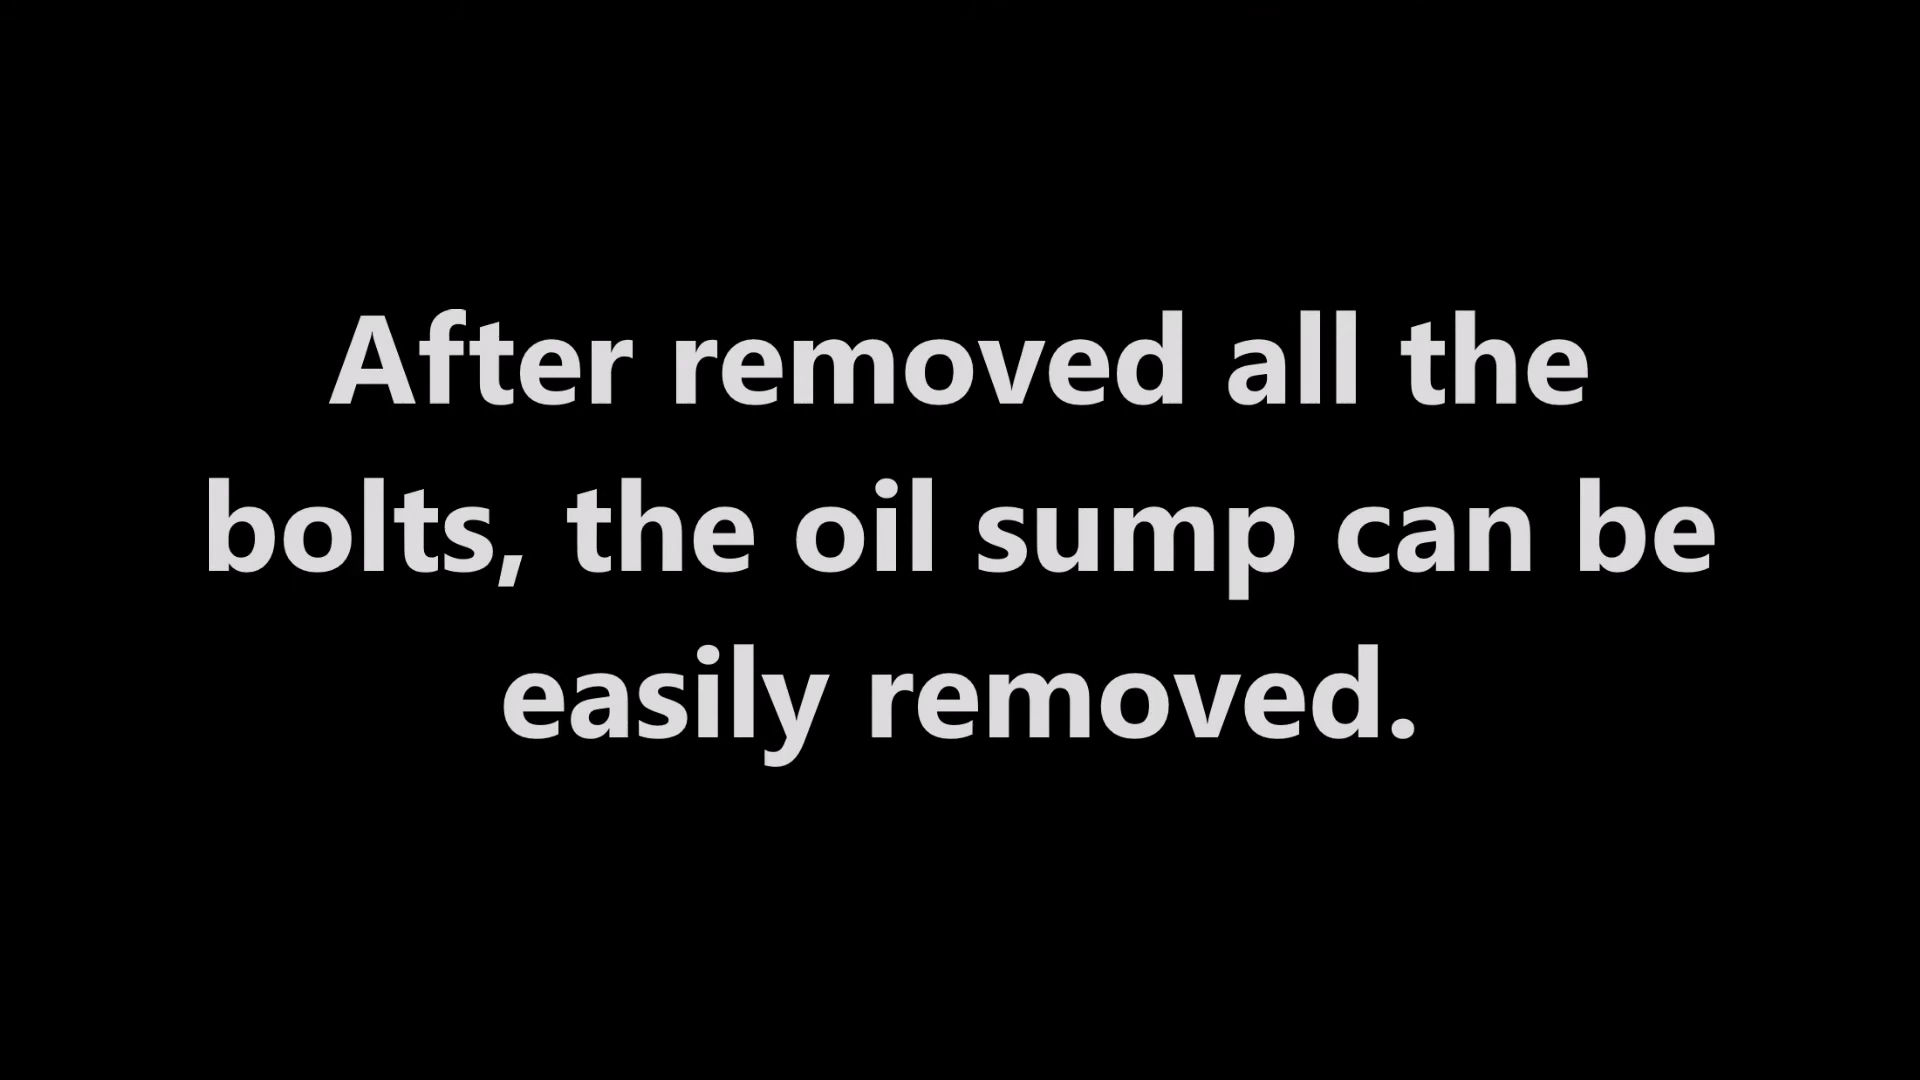 After removed all the
bolts, the oil sump can be
easily removed.